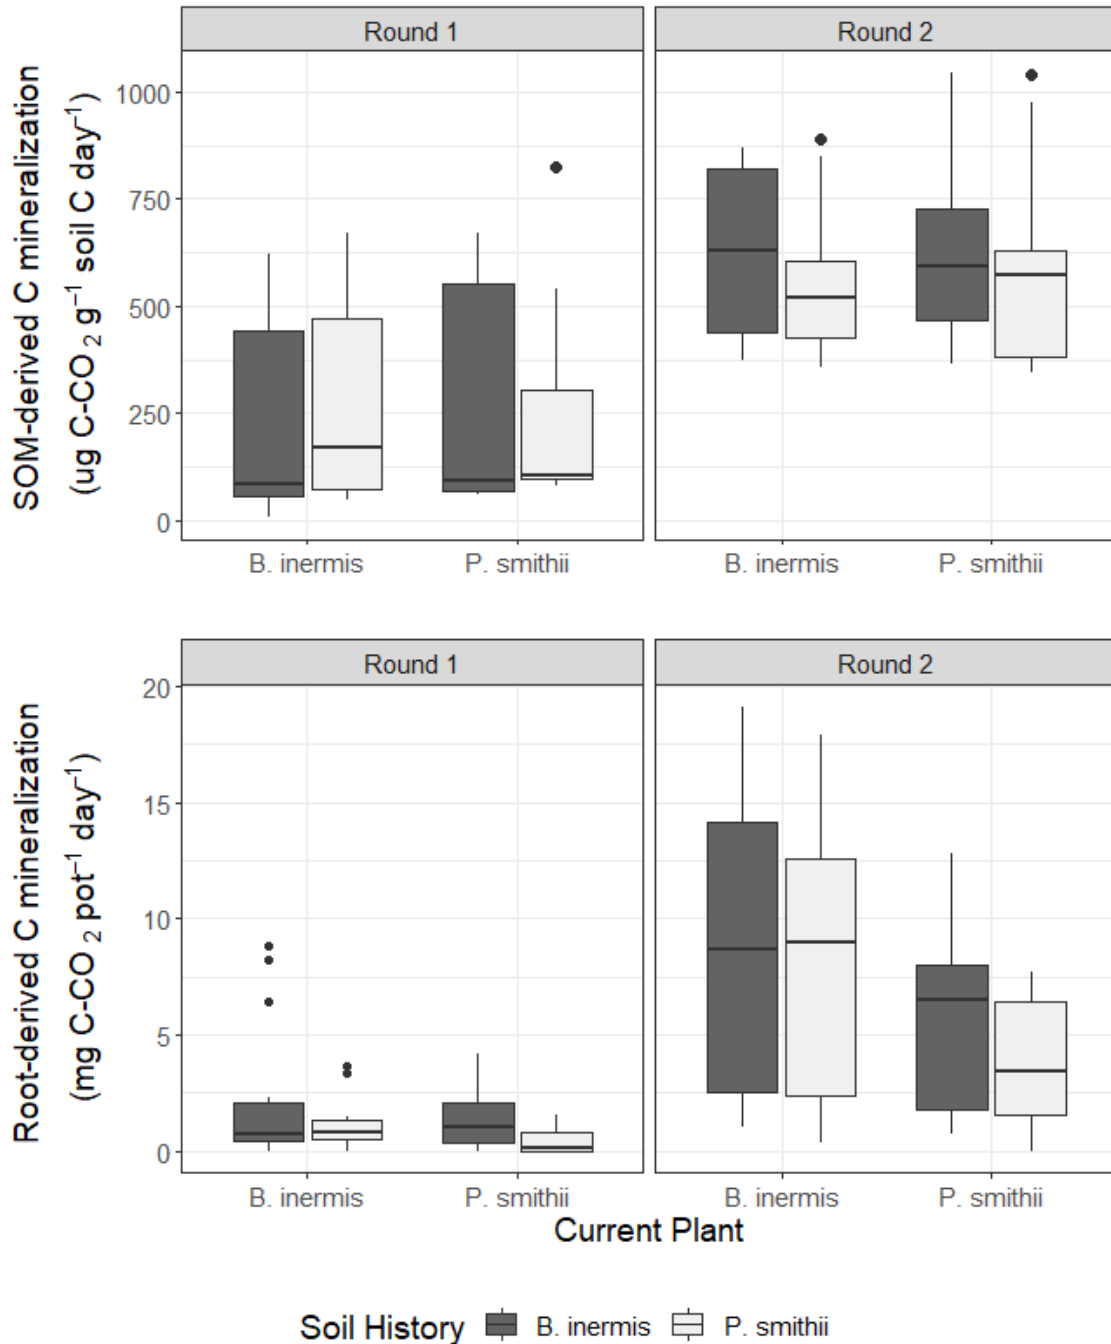 Round 1
Round 2
SOM-derived C mineralization
(ug C-CO₂ g⁻¹ soil C day⁻¹)
1000
750
500
250
0
B. inermis
P. smithii
B. inermis
P. smithii
Round 1
Round 2
Root-derived C mineralization
(mg C-CO₂ pot⁻¹ day⁻¹)
20
15
10
5
0
B. inermis
P. smithii
B. inermis
P. smithii
Current Plant
Soil History B. inermis P. smithii